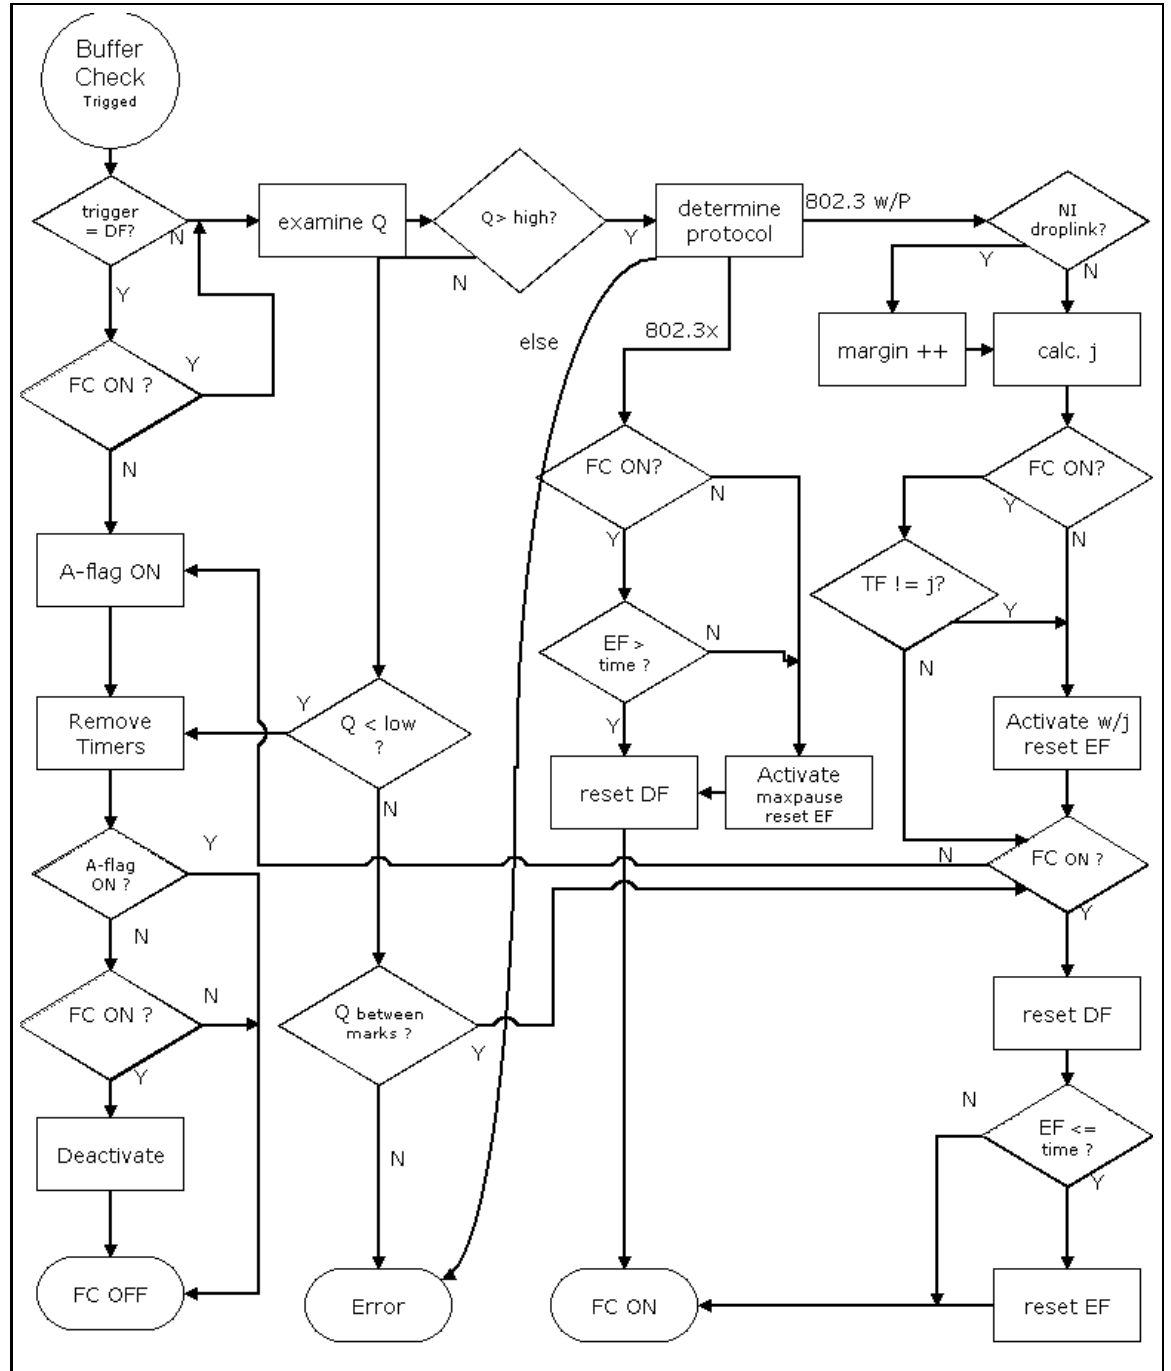 Buffer
Check
Trigged
trigger
= DF?
N
examine Q
Q> high?
Y
determine
protocol
802.3 w/P
NI
droplink?
Y
N
N
Y
802.3x
else
margin ++
calc. j
FC ON ?
Y
N
FC ON?
N
Y
FC ON?
Y
N
A-flag ON
TF != j?
Y
N
EF >
time ?
N
Y
Remove
Timers
Y
Q < low
?
N
Activate w/j
reset EF
reset DF
Activate
maxpause
reset EF
A-flag
ON ?
Y
N
N
FC ON ?
Y
FC ON ?
N
Y
Q between
marks ?
Y
N
reset DF
Deactivate
N
EF <=
time ?
Y
FC OFF
Error
FC ON
reset EF